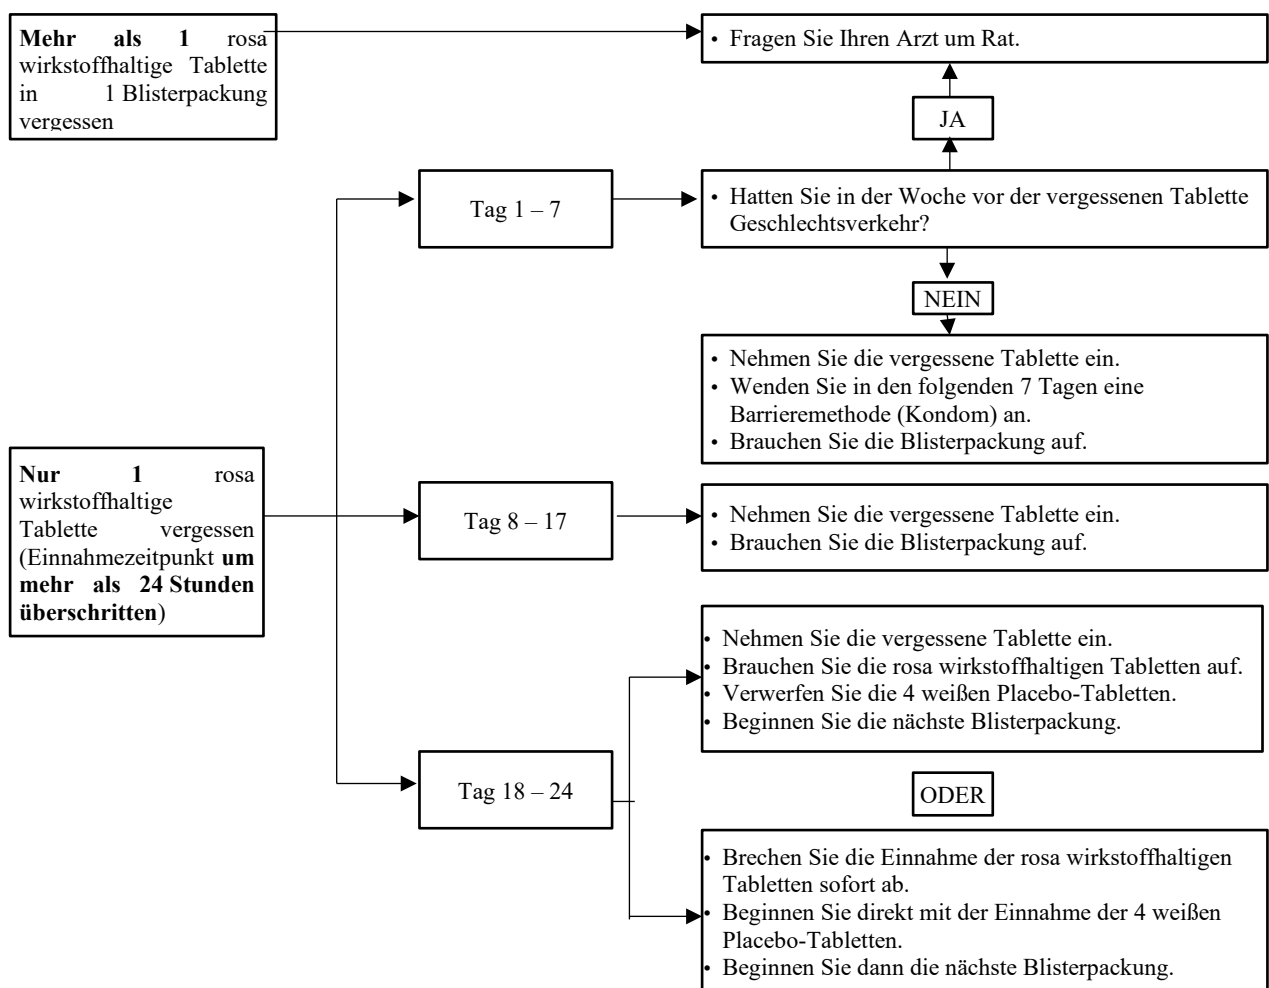 Mehr als 1 rosa
wirkstoffhaltige Tablette
in 1 Blisterpackung
vergessen
• Fragen Sie Ihren Arzt um Rat.
JA
Tag 1 – 7
• Hatten Sie in der Woche vor der vergessenen Tablette
Geschlechtsverkehr?
NEIN
• Nehmen Sie die vergessene Tablette ein.
• Wenden Sie in den folgenden 7 Tagen eine
Barrieremethode (Kondom) an.
• Brauchen Sie die Blisterpackung auf.
Nur 1 rosa
wirkstoffhaltige
Tablette vergessen
(Einnahmezeitpunkt um
mehr als 24 Stunden
überschritten)
Tag 8 – 17
• Nehmen Sie die vergessene Tablette ein.
• Brauchen Sie die Blisterpackung auf.
Tag 18 – 24
• Nehmen Sie die vergessene Tablette ein.
• Brauchen Sie die rosa wirkstoffhaltigen Tabletten auf.
• Verwerfen Sie die 4 weißen Placebo-Tabletten.
• Beginnen Sie die nächste Blisterpackung.
ODER
• Brechen Sie die Einnahme der rosa wirkstoffhaltigen
Tabletten sofort ab.
• Beginnen Sie direkt mit der Einnahme der 4 weißen
Placebo-Tabletten.
• Beginnen Sie dann die nächste Blisterpackung.